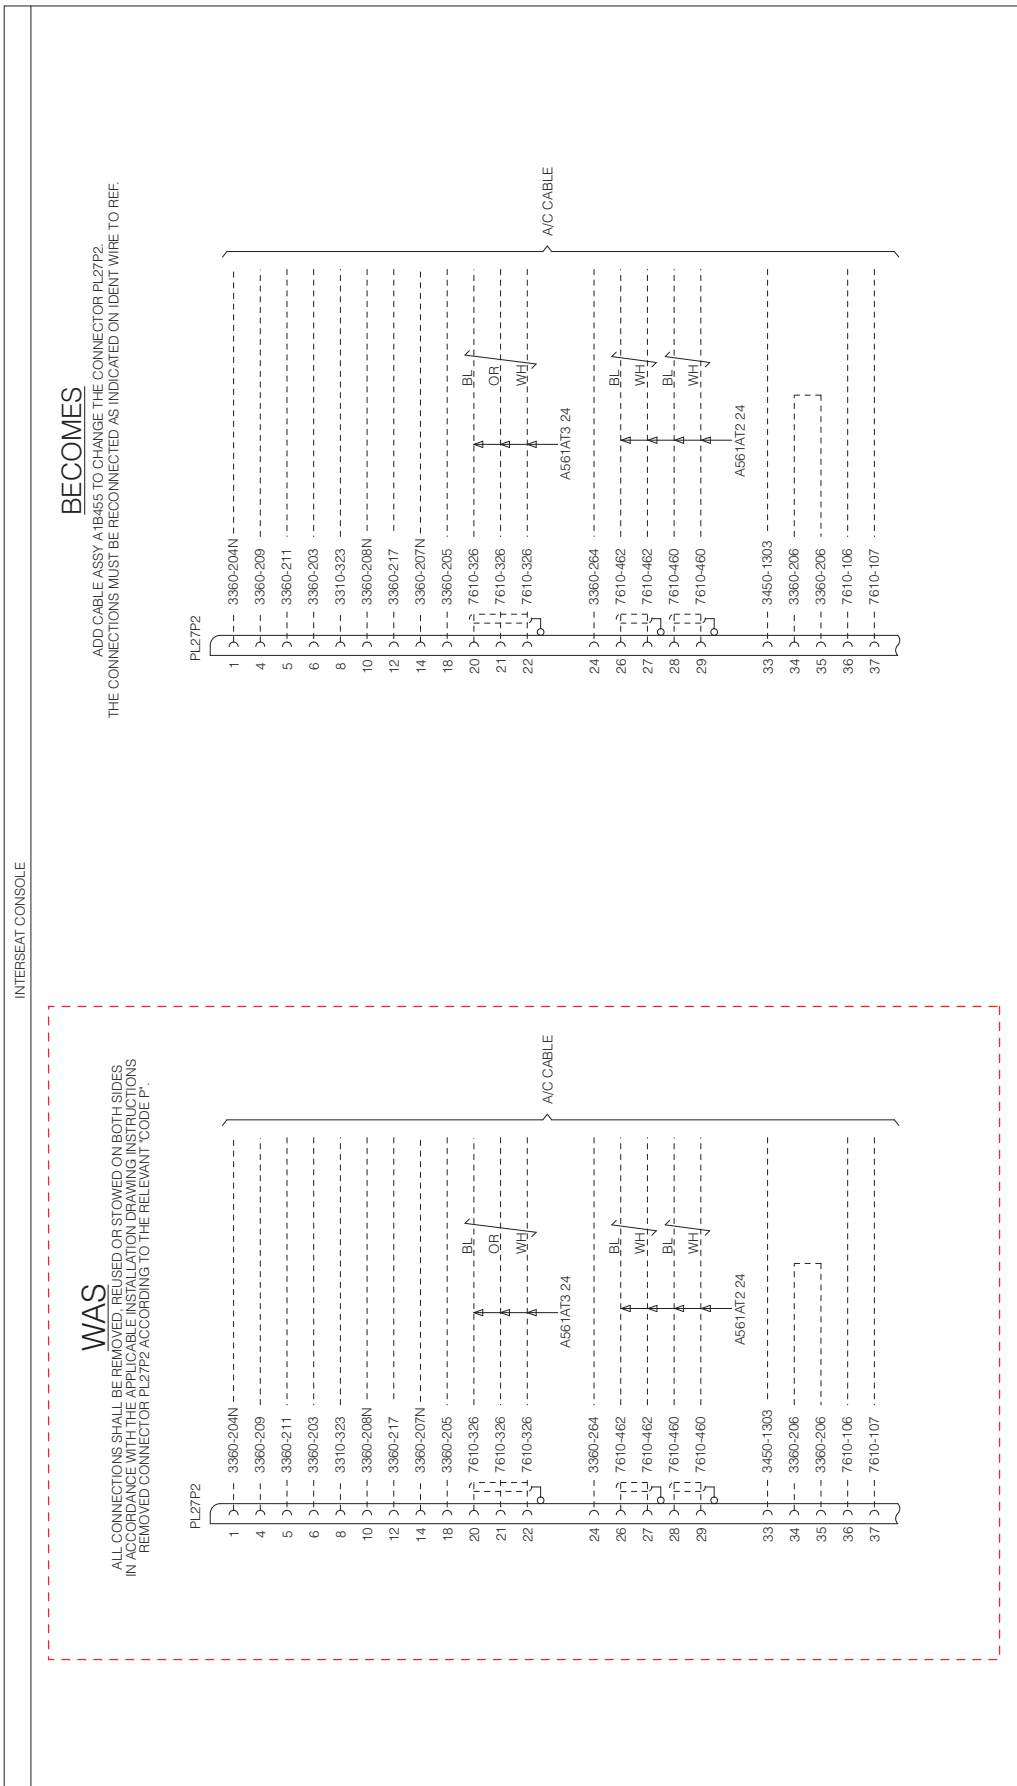 INTERSEAT CONSOLE
WAS
ALL CONNECTIONS SHALL BE REMOVED, REUSED OR STOWED ON BOTH SIDES
IN ACCORDANCE WITH THE APPLICABLE INSTALLATION DRAWING INSTRUCTIONS
REMOVED CONNECTOR PL27P2 ACCORDING TO THE RELEVANT "CODE P".
PL27P2
1 3360-204N
4 3360-209
5 3360-211
6 3360-203
8 3310-323
10 3360-208N
12 3360-217
14 3360-207N
18 3360-205
20 7610-326 BL
21 7610-326 OR
22 7610-326 WH
A561AT3 24
A/C CABLE
24 3360-264
26 7610-462 BL
27 7610-462 WH
28 7610-460 BL
29 7610-460 WH
A561AT2 24
33 3450-1303
34 3360-206
35 3360-206
36 7610-106
37 7610-107
BECOMES
ADD CABLE ASSY A1B455 TO CHANGE THE CONNECTOR PL27P2.
THE CONNECTIONS MUST BE RECONNECTED AS INDICATED ON IDENT WIRE TO REF.
PL27P2
1 3360-204N
4 3360-209
5 3360-211
6 3360-203
8 3310-323
10 3360-208N
12 3360-217
14 3360-207N
18 3360-205
20 7610-326 BL
21 7610-326 OR
22 7610-326 WH
A561AT3 24
A/C CABLE
24 3360-264
26 7610-462 BL
27 7610-462 WH
28 7610-460 BL
29 7610-460 WH
A561AT2 24
33 3450-1303
34 3360-206
35 3360-206
36 7610-106
37 7610-107